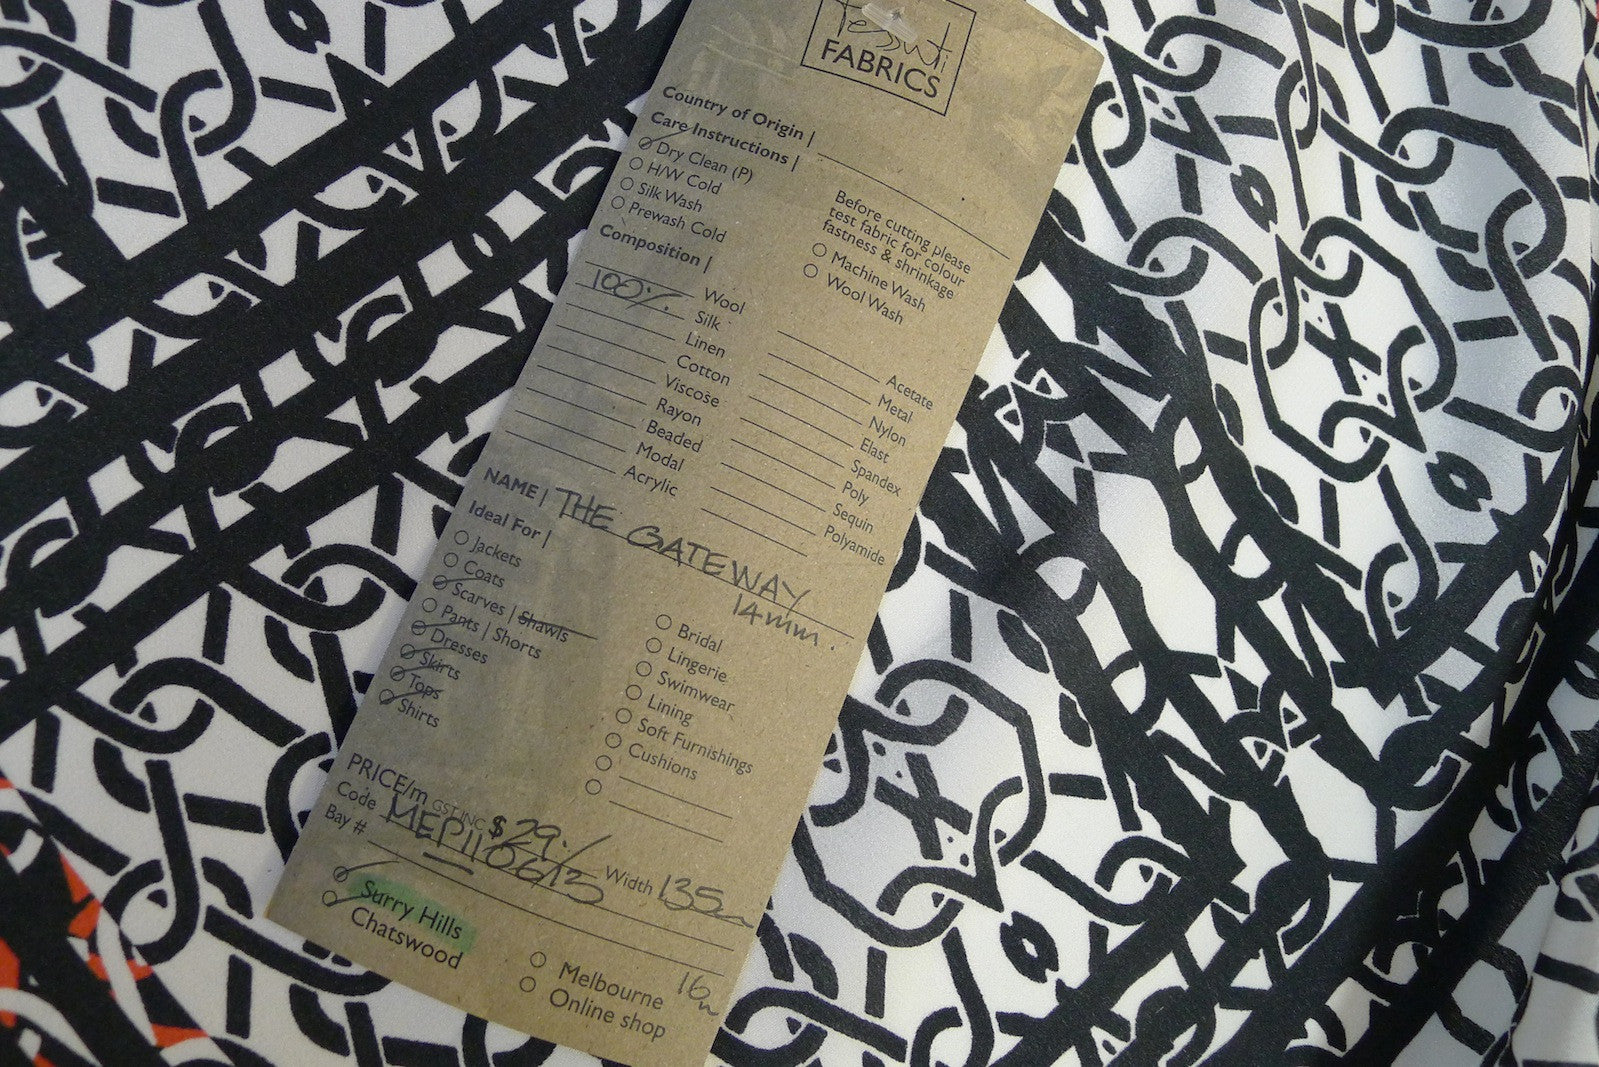 Tessuti
FABRICS
Country of Origin |
Care Instructions |
Dry Clean (P)
H/W Cold
Silk Wash
Prewash Cold
Before cutting please
test fabric for colour
fastness & shrinkage
Machine Wash
Wool Wash
Composition |
Wool
100% Silk
Linen
Cotton
Viscose
Rayon
Beaded
Modal
Acrylic
Acetate
Metal
Nylon
Elast
Spandex
Poly
Sequin
Polyamide
NAME | THE GATEWAY
14mm
Ideal For |
Jackets
Coats
Scarves | Shawls
Pants | Shorts
Dresses
Skirts
Tops
Shirts
Bridal
Lingerie
Swimwear
Lining
Soft Furnishings
Cushions
PRICE/m GST INC $29./ Width 135cm
Code MEP110613
Bay #
Surry Hills
Chatswood
Melbourne 16m
Online shop